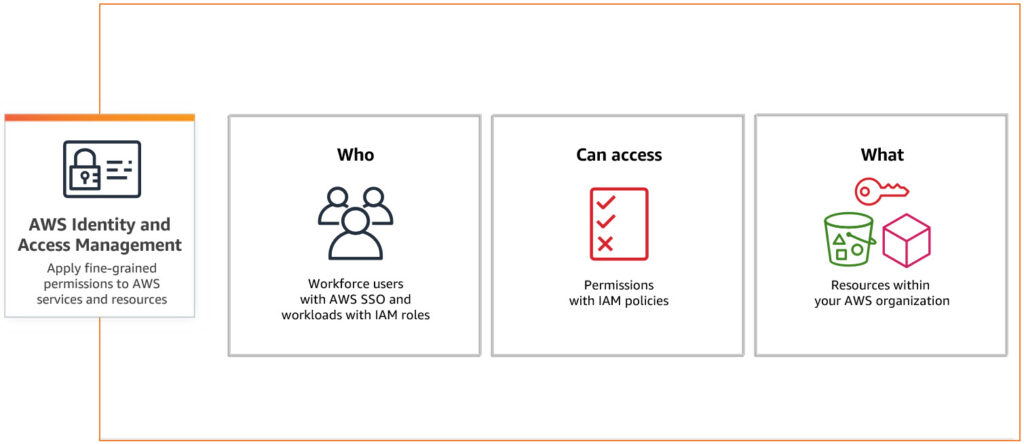 AWS Identity and
Access Management
Apply fine-grained
permissions to AWS
services and resources
Who
Workforce users
with AWS SSO and
workloads with IAM roles
Can access
Permissions
with IAM policies
What
Resources within
your AWS organization